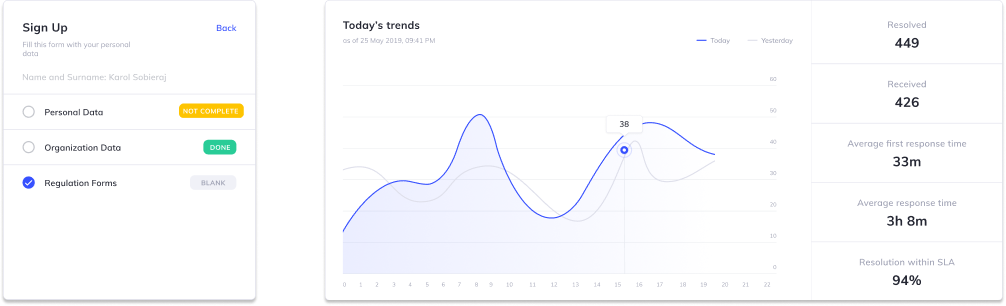 Sign Up
Back
Fill this form with your personal
data
Name and Surname: Karol Sobieraj
Personal Data
NOT COMPLETE
Organization Data
DONE
Regulation Forms
BLANK
Today's trends
as of 25 May 2019, 09:41 PM
Today
Yesterday
60
50
40
30
20
10
0
38
0 1 2 3 4 5 6 7 8 9 10 11 12 13 14 15 16 17 18 19 20 21 22
Resolved
449
Received
426
Average first response time
33m
Average response time
3h 8m
Resolution within SLA
94%